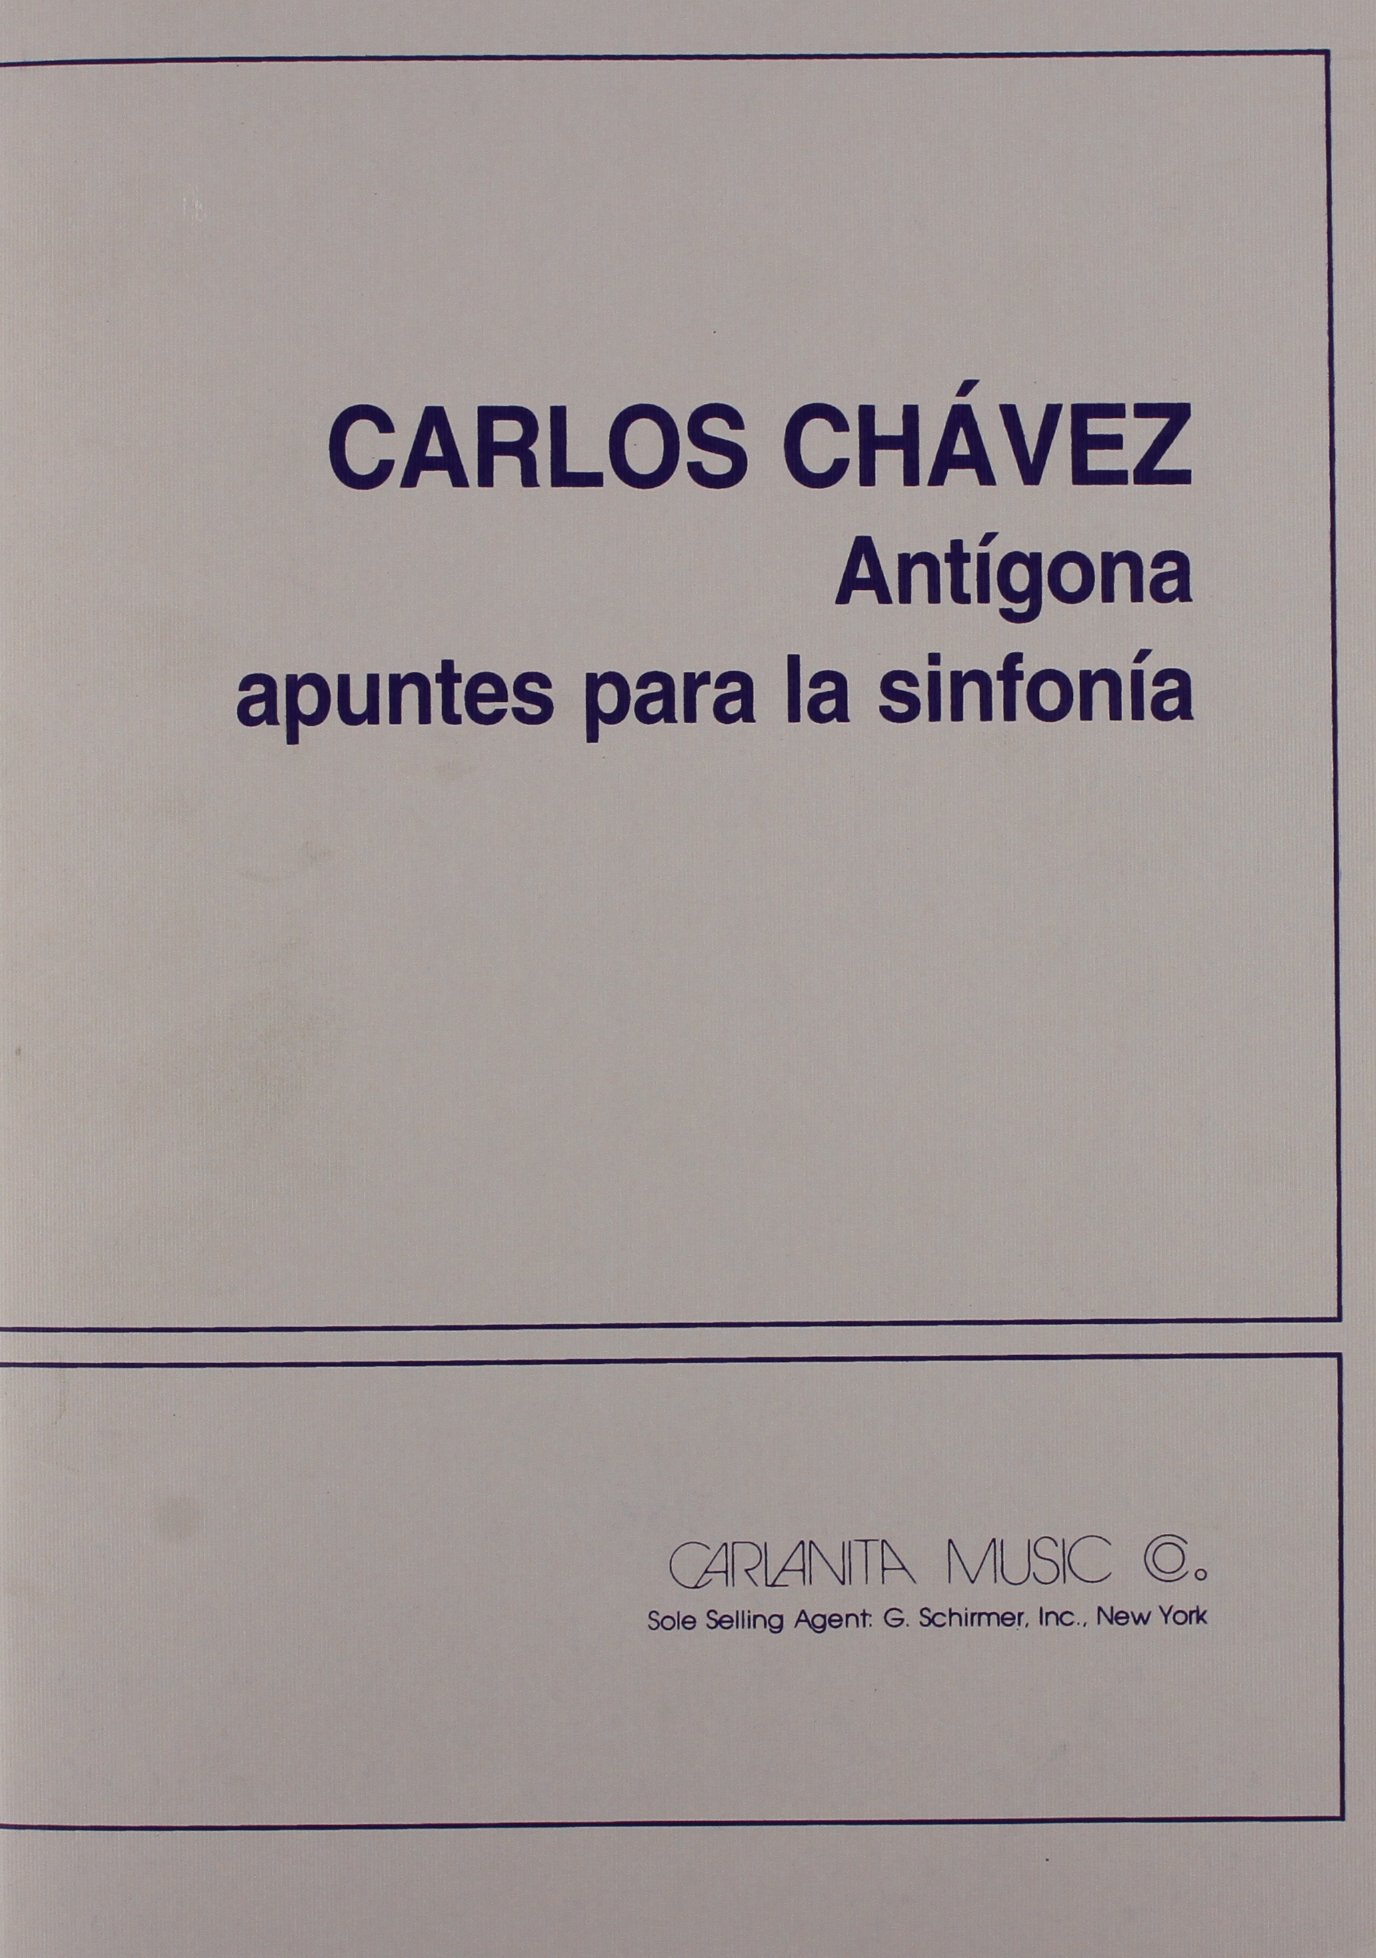 CARLOS CHÁVEZ
Antígona
apuntes para la sinfonía
CARLANITA MUSIC CO.
Sole Selling Agent: G. Schirmer, Inc., New York